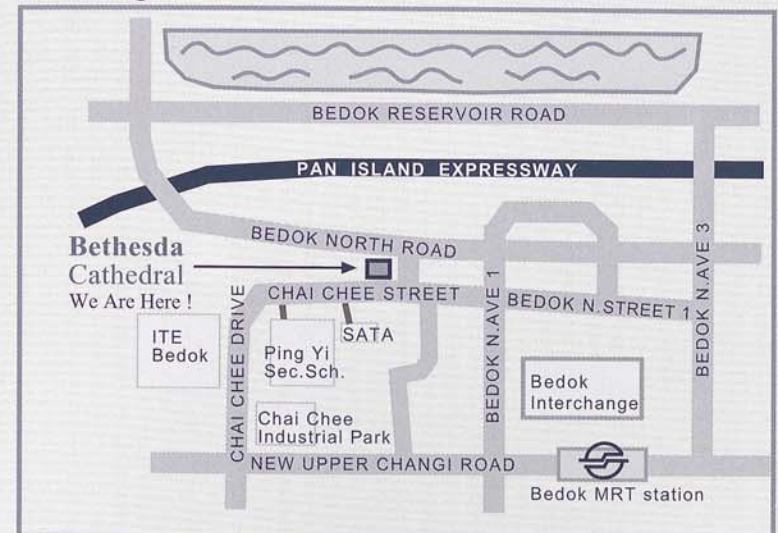 BEDOK RESERVOIR ROAD
PAN ISLAND EXPRESSWAY
BEDOK NORTH ROAD
Bethesda
Cathedral
We Are Here !
CHAI CHEE STREET
BEDOK N.STREET 1
BEDOK N.AVE 3
BEDOK N.AVE 1
CHAI CHEE DRIVE
ITE
Bedok
Ping Yi
Sec.Sch.
SATA
Bedok
Interchange
Chai Chee
Industrial Park
NEW UPPER CHANGI ROAD
Bedok MRT station